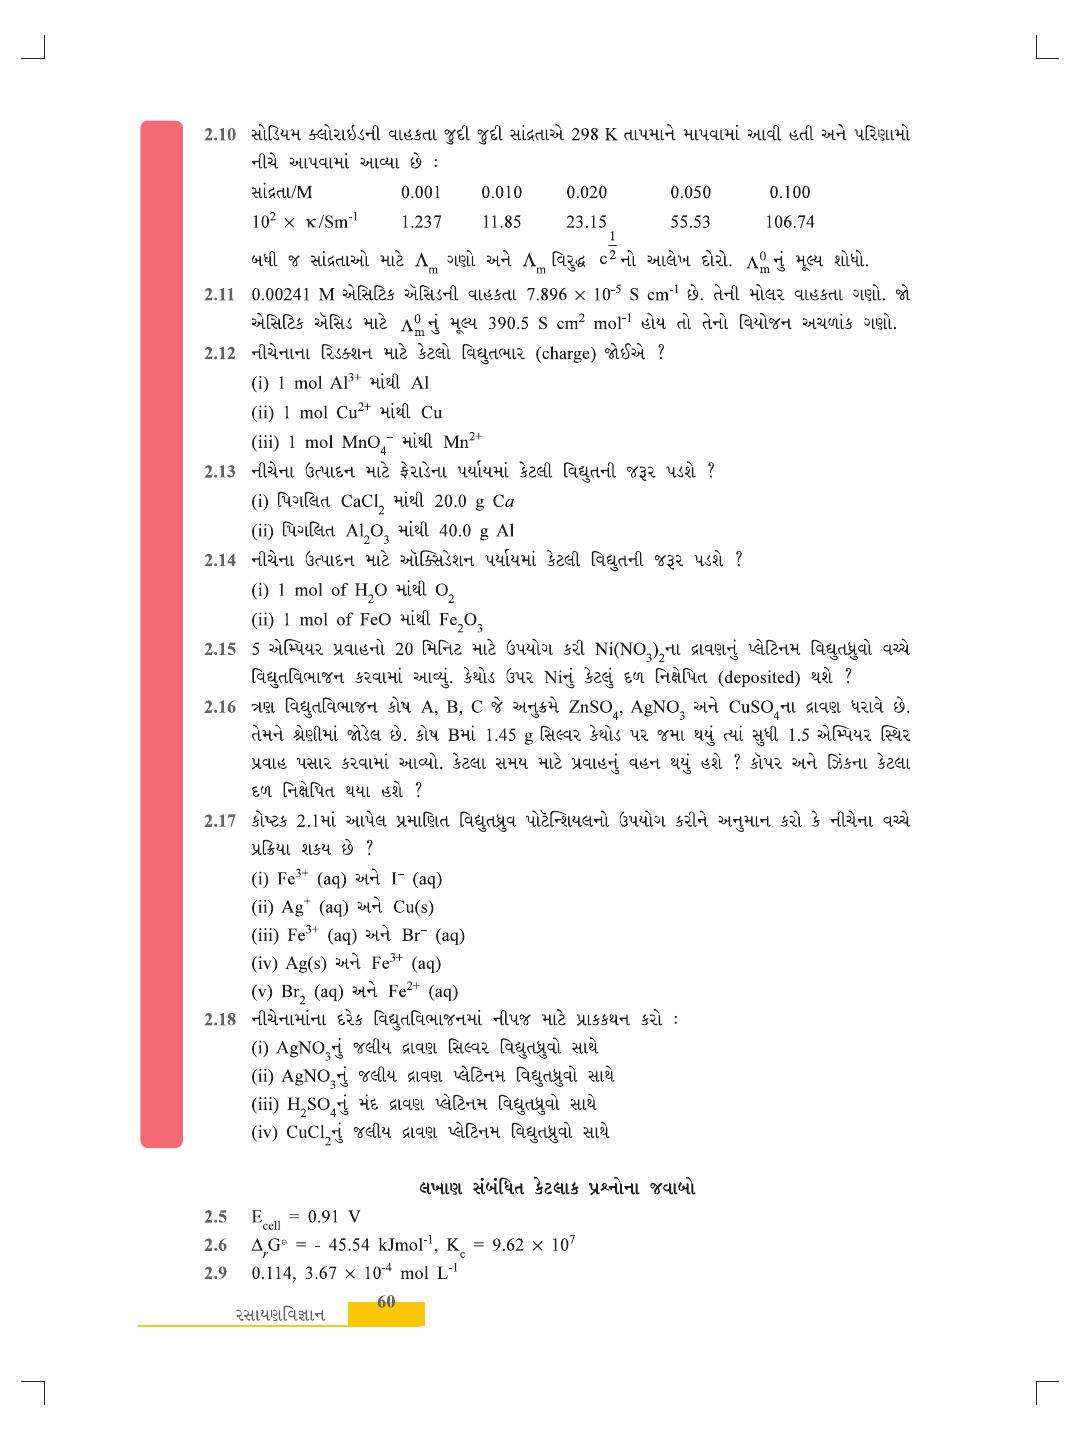 2.10 સોડિયમ ક્લોરાઇડની વાહકતા જુદી જુદી સાંદ્રતાએ 298 K તાપમાને માપવામાં આવી હતી અને પરિણામો
નીચે આપવામાં આવ્યા છે :
સાંદ્રતા/M 0.001 0.010 0.020 0.050 0.100
10² × κ/Sm⁻¹ 1.237 11.85 23.15 55.53 106.74
બધી જ સાંદ્રતાઓ માટે Λₘ ગણો અને Λₘ વિરુદ્ધ c^(1/2) નો આલેખ દોરો. Λ⁰ₘ નું મૂલ્ય શોધો.
2.11 0.00241 M એસિટિક ઍસિડની વાહકતા 7.896 × 10⁻⁵ S cm⁻¹ છે. તેની મોલર વાહકતા ગણો. જો
એસિટિક ઍસિડ માટે Λ⁰ₘ નું મૂલ્ય 390.5 S cm² mol⁻¹ હોય તો તેનો વિયોજન અચળાંક ગણો.
2.12 નીચેનાના રિડક્શન માટે કેટલો વિદ્યુતભાર (charge) જોઈએ ?
(i) 1 mol Al³⁺ માંથી Al
(ii) 1 mol Cu²⁺ માંથી Cu
(iii) 1 mol MnO₄⁻ માંથી Mn²⁺
2.13 નીચેના ઉત્પાદન માટે ફેરાડેના પર્યાયમાં કેટલી વિદ્યુતની જરૂર પડશે ?
(i) પિગલિત CaCl₂ માંથી 20.0 g Ca
(ii) પિગલિત Al₂O₃ માંથી 40.0 g Al
2.14 નીચેના ઉત્પાદન માટે ઑક્સિડેશન પર્યાયમાં કેટલી વિદ્યુતની જરૂર પડશે ?
(i) 1 mol of H₂O માંથી O₂
(ii) 1 mol of FeO માંથી Fe₂O₃
2.15 5 એમ્પિયર પ્રવાહનો 20 મિનિટ માટે ઉપયોગ કરી Ni(NO₃)₂ના દ્રાવણનું પ્લેટિનમ વિદ્યુતધ્રુવો વચ્ચે
વિદ્યુતવિભાજન કરવામાં આવ્યું. કેથોડ ઉપર Niનું કેટલું દળ નિક્ષેપિત (deposited) થશે ?
2.16 ત્રણ વિદ્યુતવિભાજન કોષ A, B, C જે અનુક્રમે ZnSO₄, AgNO₃ અને CuSO₄ના દ્રાવણ ધરાવે છે.
તેમને શ્રેણીમાં જોડેલ છે. કોષ Bમાં 1.45 g સિલ્વર કેથોડ પર જમા થયું ત્યાં સુધી 1.5 એમ્પિયર સ્થિર
પ્રવાહ પસાર કરવામાં આવ્યો. કેટલા સમય માટે પ્રવાહનું વહન થયું હશે ? કૉપર અને ઝિંકના કેટલા
દળ નિક્ષેપિત થયા હશે ?
2.17 કોષ્ટક 2.1માં આપેલ પ્રમાણિત વિદ્યુતધ્રુવ પોટૅન્શિયલનો ઉપયોગ કરીને અનુમાન કરો કે નીચેના વચ્ચે
પ્રક્રિયા શકય છે ?
(i) Fe³⁺ (aq) અને I⁻ (aq)
(ii) Ag⁺ (aq) અને Cu(s)
(iii) Fe³⁺ (aq) અને Br⁻ (aq)
(iv) Ag(s) અને Fe³⁺ (aq)
(v) Br₂ (aq) અને Fe²⁺ (aq)
2.18 નીચેનામાંના દરેક વિદ્યુતવિભાજનમાં નીપજ માટે પ્રાકકથન કરો :
(i) AgNO₃નું જલીય દ્રાવણ સિલ્વર વિદ્યુતધ્રુવો સાથે
(ii) AgNO₃નું જલીય દ્રાવણ પ્લેટિનમ વિદ્યુતધ્રુવો સાથે
(iii) H₂SO₄નું મંદ દ્રાવણ પ્લેટિનમ વિદ્યુતધ્રુવો સાથે
(iv) CuCl₂નું જલીય દ્રાવણ પ્લેટિનમ વિદ્યુતધ્રુવો સાથે
લખાણ સંબંધિત કેટલાક પ્રશ્નોના જવાબો
2.5 E_cell = 0.91 V
2.6 ΔᵣG⊖ = - 45.54 kJmol⁻¹, K_c = 9.62 × 10⁷
2.9 0.114, 3.67 × 10⁻⁴ mol L⁻¹
60
રસાયણવિજ્ઞાન